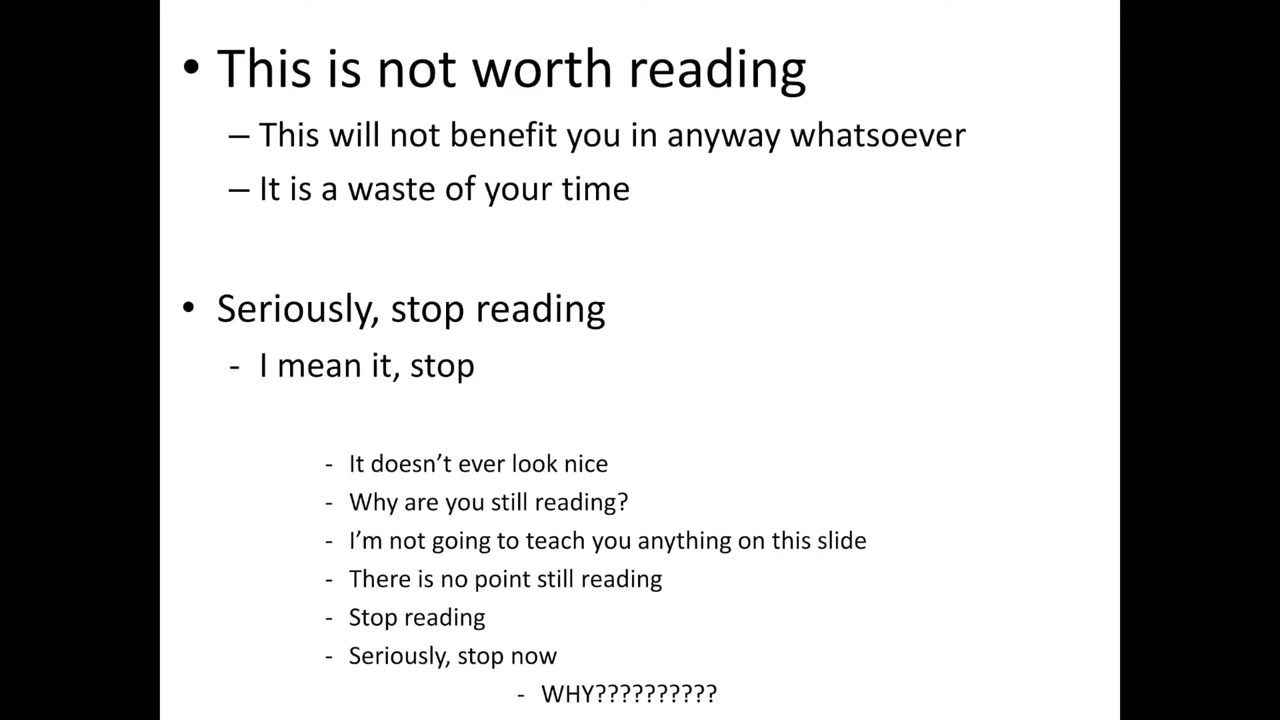 • This is not worth reading
– This will not benefit you in anyway whatsoever
– It is a waste of your time
• Seriously, stop reading
- I mean it, stop
- It doesn’t ever look nice
- Why are you still reading?
- I’m not going to teach you anything on this slide
- There is no point still reading
- Stop reading
- Seriously, stop now
- WHY??????????